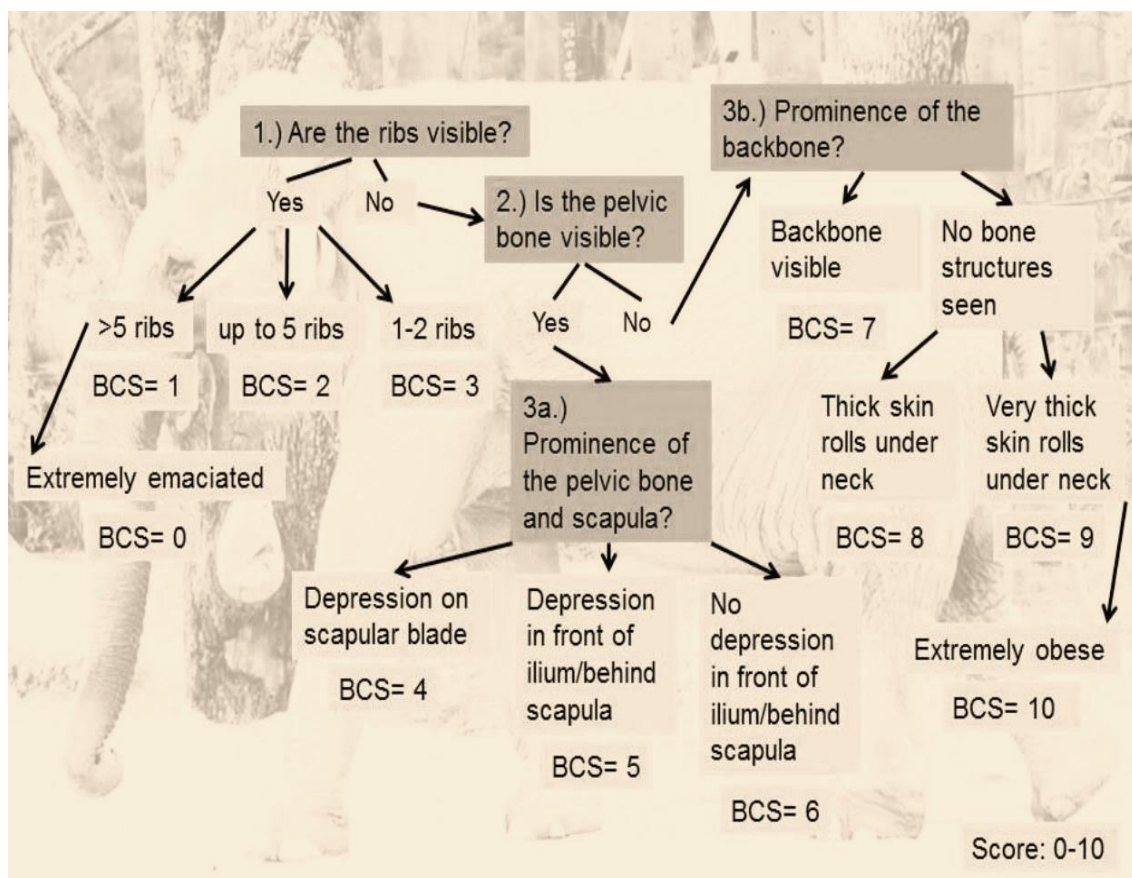 1.) Are the ribs visible?
Yes
No
>5 ribs
BCS= 1
up to 5 ribs
BCS= 2
1-2 ribs
BCS= 3
Extremely emaciated
BCS= 0
2.) Is the pelvic
bone visible?
Yes
No
3a.)
Prominence of
the pelvic bone
and scapula?
Depression on
scapular blade
BCS= 4
Depression
in front of
ilium/behind
scapula
BCS= 5
No
depression
in front of
ilium/behind
scapula
BCS= 6
3b.) Prominence of the
backbone?
Backbone
visible
BCS= 7
No bone
structures
seen
Thick skin
rolls under
neck
BCS= 8
Very thick
skin rolls
under neck
BCS= 9
Extremely obese
BCS= 10
Score: 0-10